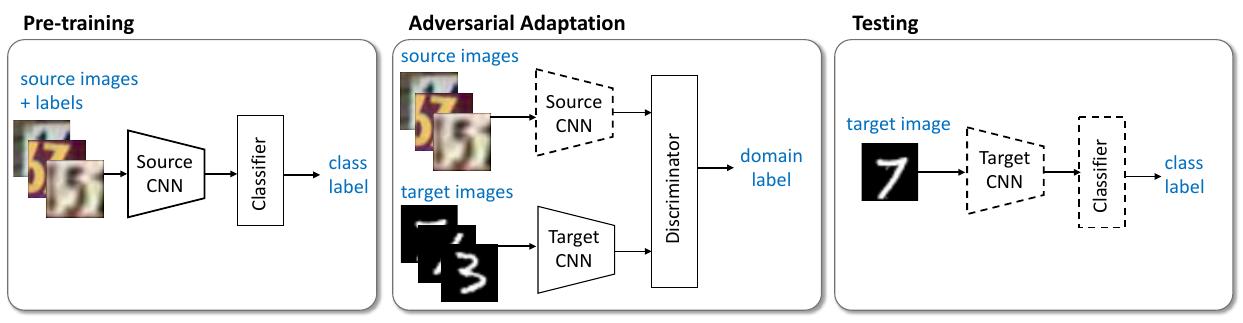 Pre-training
source images
+ labels
Source
CNN
Classifier
class
label
Adversarial Adaptation
source images
Source
CNN
target images
Target
CNN
Discriminator
domain
label
Testing
target image
7
Target
CNN
Classifier
class
label